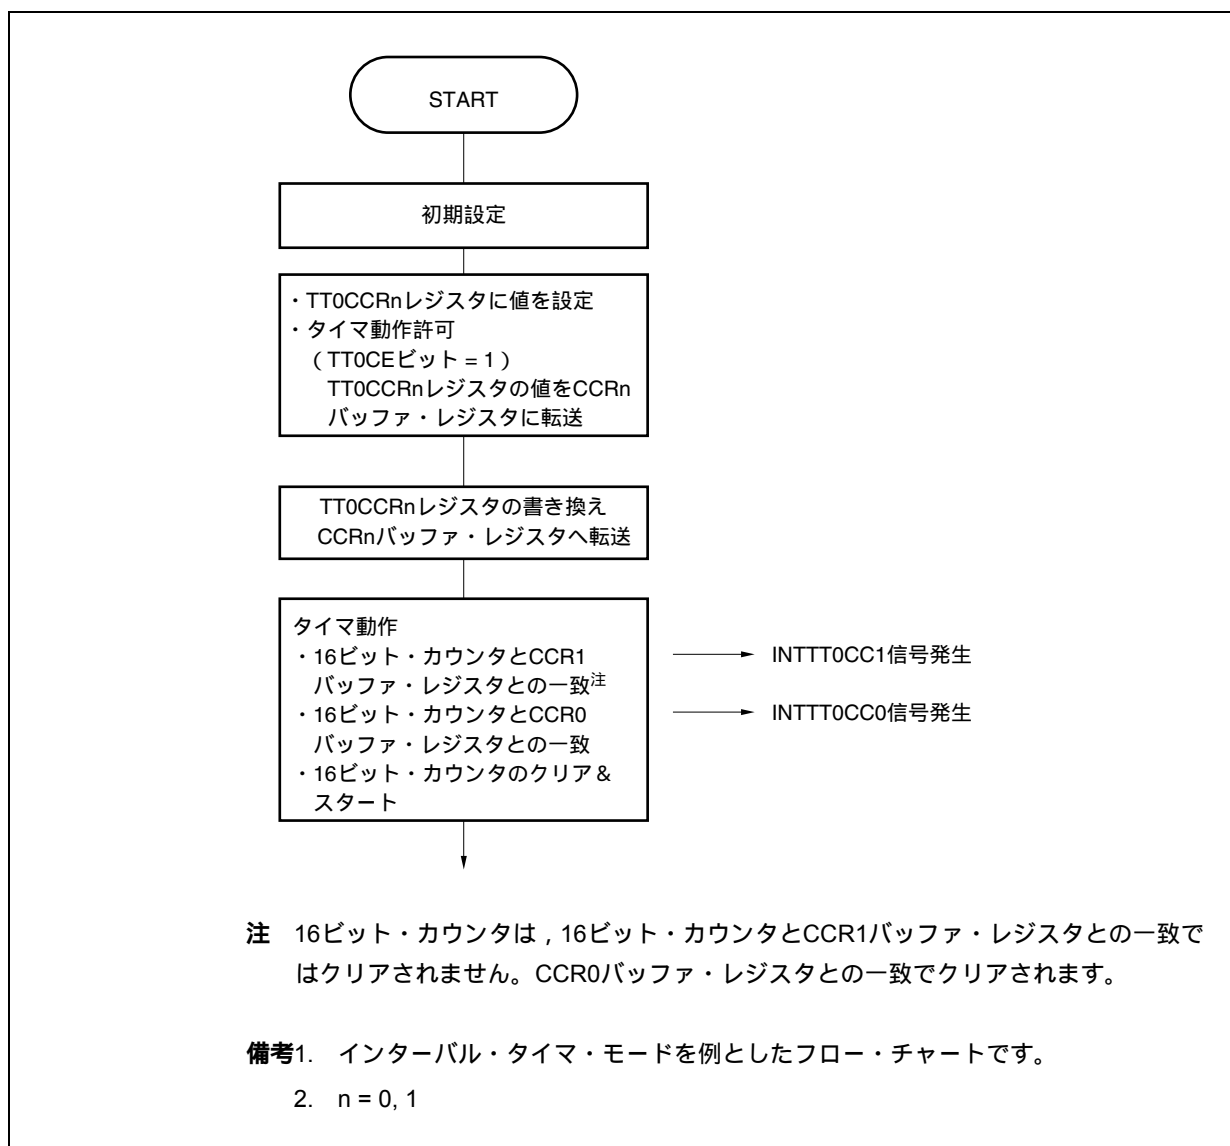 START
初期設定
・TT0CCRnレジスタに値を設定
・タイマ動作許可
（TT0CEビット = 1 ）
TT0CCRnレジスタの値をCCRn
バッファ・レジスタに転送
TT0CCRnレジスタの書き換え
CCRnバッファ・レジスタへ転送
タイマ動作
・16ビット・カウンタとCCR1
バッファ・レジスタとの一致注
・16ビット・カウンタとCCR0
バッファ・レジスタとの一致
・16ビット・カウンタのクリア＆
スタート
INTTT0CC1信号発生
INTTT0CC0信号発生
注 16ビット・カウンタは，16ビット・カウンタとCCR1バッファ・レジスタとの一致で
はクリアされません。CCR0バッファ・レジスタとの一致でクリアされます。
備考1. インターバル・タイマ・モードを例としたフロー・チャートです。
2. n = 0, 1